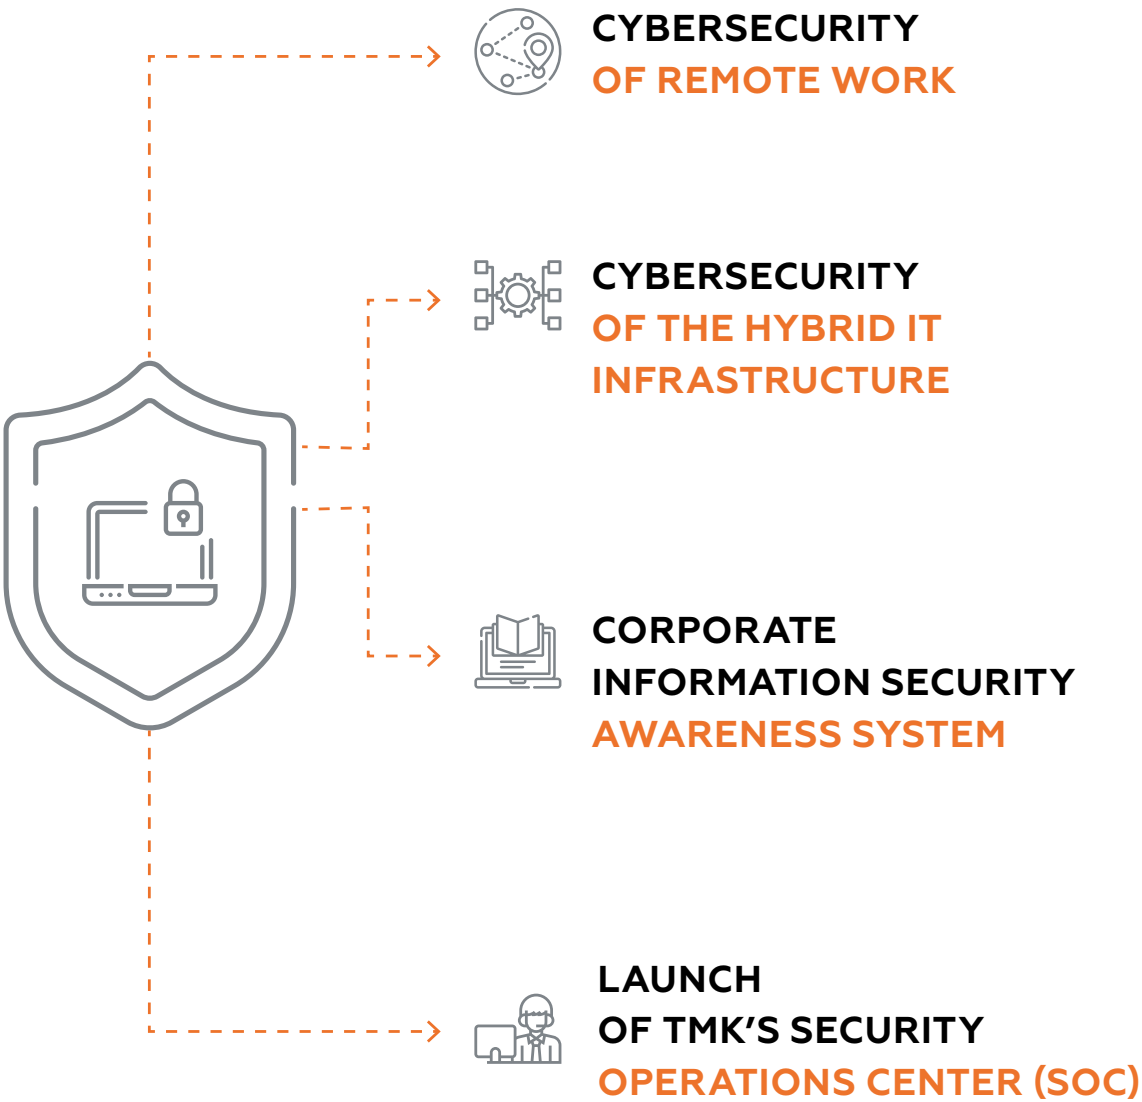 CYBERSECURITY
OF REMOTE WORK
CYBERSECURITY
OF THE HYBRID IT
INFRASTRUCTURE
CORPORATE
INFORMATION SECURITY
AWARENESS SYSTEM
LAUNCH
OF TMK’S SECURITY
OPERATIONS CENTER (SOC)